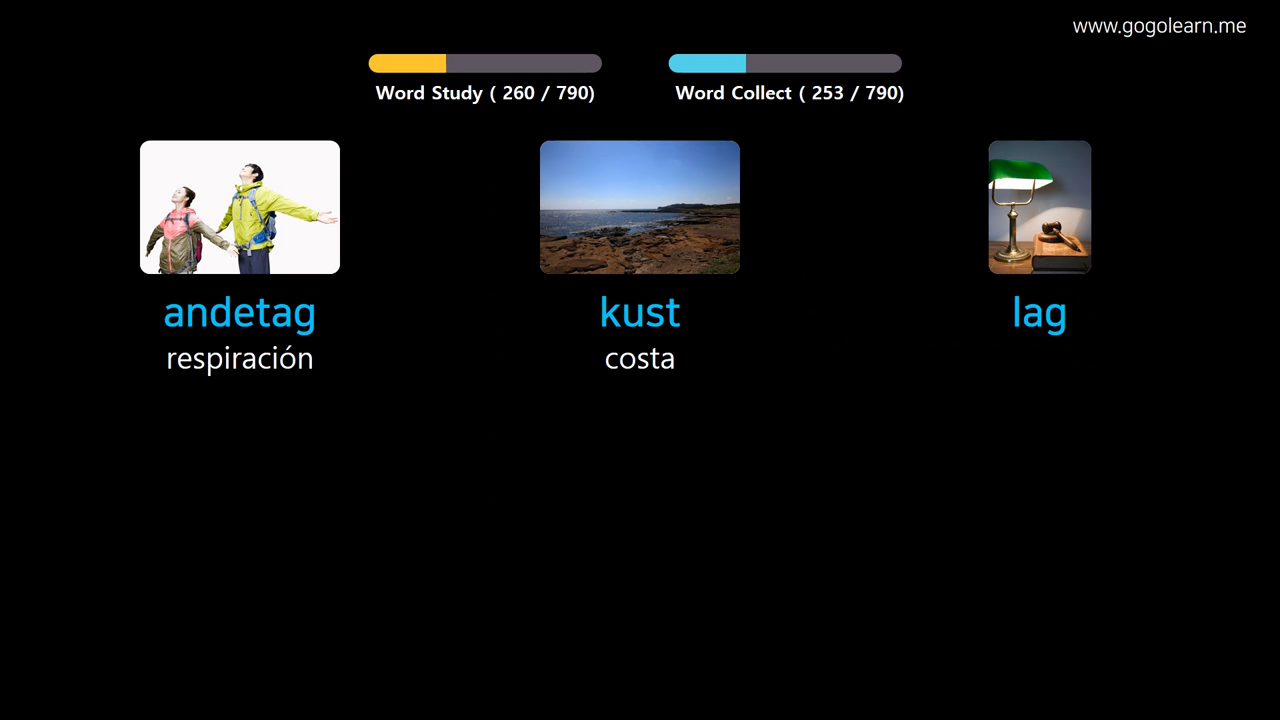 www.gogolearn.me
Word Study ( 260 / 790)
Word Collect ( 253 / 790)
andetag
respiración
kust
costa
lag